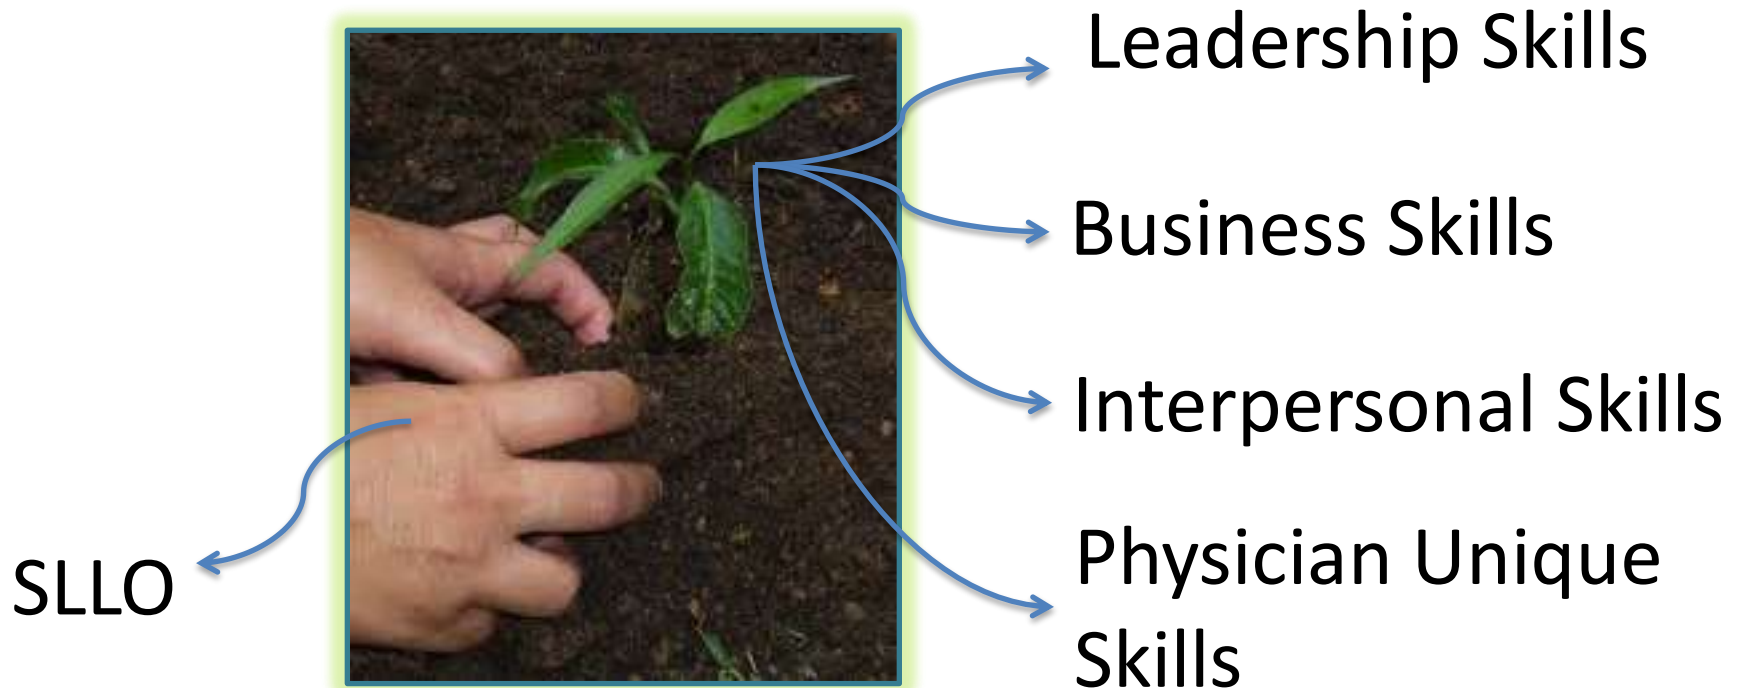 Leadership Skills
Business Skills
Interpersonal Skills
Physician Unique
Skills
SLLO